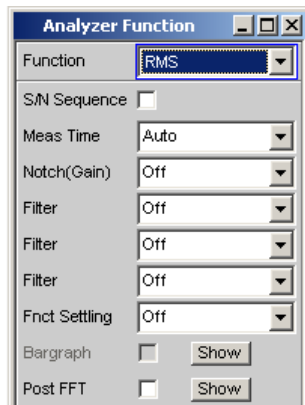 Analyzer Function
Function RMS
S/N Sequence
Meas Time Auto
Notch(Gain) Off
Filter Off
Filter Off
Filter Off
Fnct Settling Off
Bargraph Show
Post FFT Show